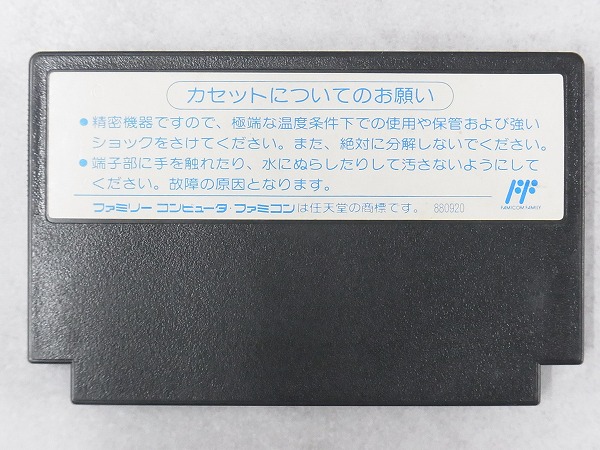 カセットについてのお願い
●精密機器ですので、極端な温度条件下での使用や保管および強い
ショックをさけてください。また、絶対に分解しないでください。
●端子部に手を触れたり、水にぬらしたりして汚さないようにして
ください。故障の原因となります。
ファミリー コンピュータ・ファミコンは任天堂の商標です。 880920
FAMICOM FAMILY